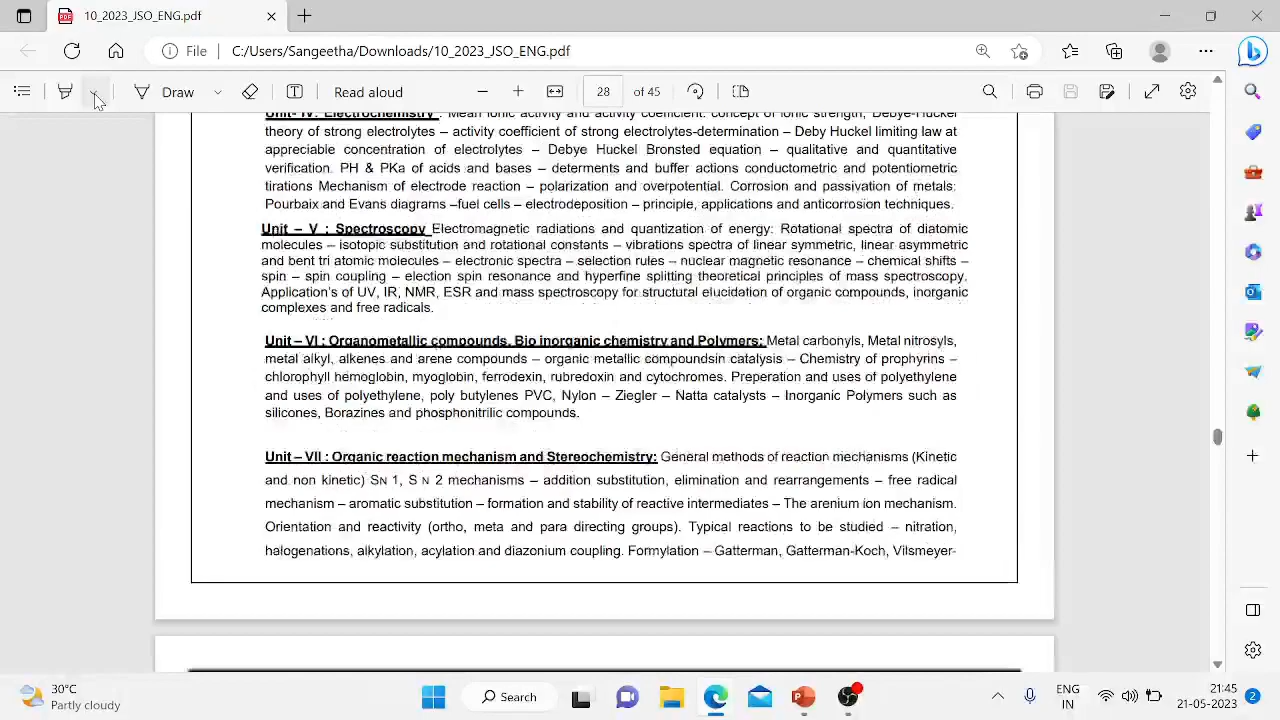 10_2023_JSO_ENG.pdf
File C:/Users/Sangeetha/Downloads/10_2023_JSO_ENG.pdf
Draw Read aloud 28 of 45
Unit- IV: Electrochemistry : Mean ionic activity and activity coefficient: concept of ionic strength, Debye-Huckel
theory of strong electrolytes – activity coefficient of strong electrolytes-determination – Deby Huckel limiting law at
appreciable concentration of electrolytes – Debye Huckel Bronsted equation – qualitative and quantitative
verification. PH & PKa of acids and bases – determents and buffer actions conductometric and potentiometric
tirations Mechanism of electrode reaction – polarization and overpotential. Corrosion and passivation of metals:
Pourbaix and Evans diagrams –fuel cells – electrodeposition – principle, applications and anticorrosion techniques.
Unit – V : Spectroscopy Electromagnetic radiations and quantization of energy: Rotational spectra of diatomic
molecules – isotopic substitution and rotational constants – vibrations spectra of linear symmetric, linear asymmetric
and bent tri atomic molecules – electronic spectra – selection rules – nuclear magnetic resonance – chemical shifts –
spin – spin coupling – election spin resonance and hyperfine splitting theoretical principles of mass spectroscopy.
Application's of UV, IR, NMR, ESR and mass spectroscopy for structural elucidation of organic compounds, inorganic
complexes and free radicals.
Unit – VI : Organometallic compounds, Bio inorganic chemistry and Polymers: Metal carbonyls, Metal nitrosyls,
metal alkyl, alkenes and arene compounds – organic metallic compoundsin catalysis – Chemistry of prophyrins –
chlorophyll hemoglobin, myoglobin, ferrodexin, rubredoxin and cytochromes. Preperation and uses of polyethylene
and uses of polyethylene, poly butylenes PVC, Nylon – Ziegler – Natta catalysts – Inorganic Polymers such as
silicones, Borazines and phosphonitrilic compounds.
Unit – VII : Organic reaction mechanism and Stereochemistry: General methods of reaction mechanisms (Kinetic
and non kinetic) SN 1, S N 2 mechanisms – addition substitution, elimination and rearrangements – free radical
mechanism – aromatic substitution – formation and stability of reactive intermediates – The arenium ion mechanism.
Orientation and reactivity (ortho, meta and para directing groups). Typical reactions to be studied – nitration,
halogenations, alkylation, acylation and diazonium coupling. Formylation – Gatterman, Gatterman-Koch, Vilsmeyer-
30°C
Partly cloudy
Search
ENG
IN
21:45
21-05-2023
2